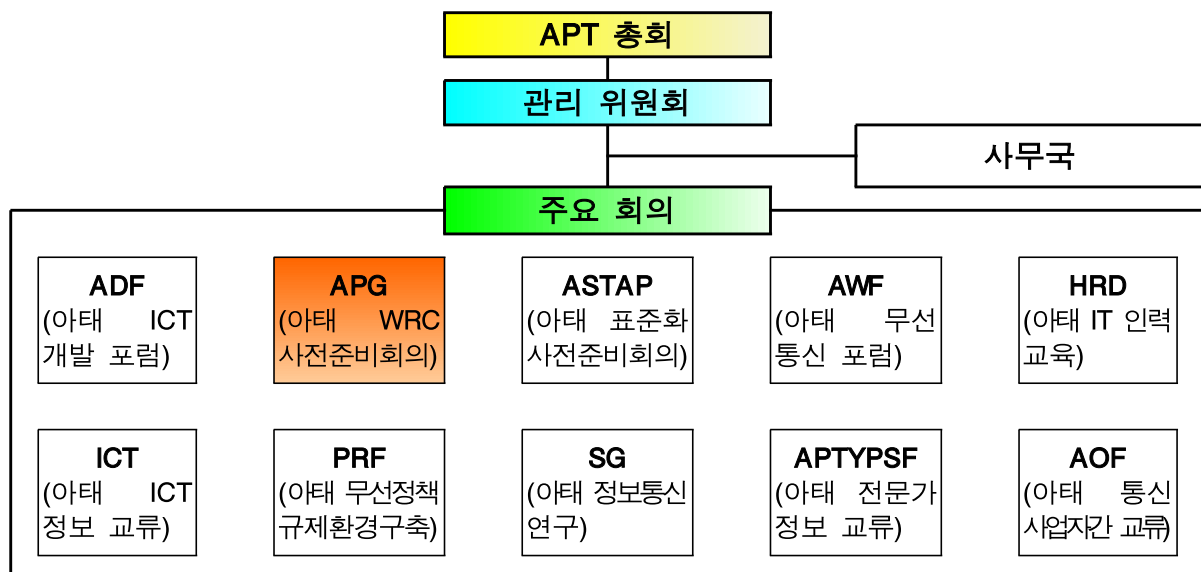 APT 총회
관리 위원회
사무국
주요 회의
ADF
(아태 ICT
개발 포럼)
APG
(아태 WRC
사전준비회의)
ASTAP
(아태 표준화
사전준비회의)
AWF
(아태 무선
통신 포럼)
HRD
(아태 IT 인력
교육)
ICT
(아태 ICT
정보 교류)
PRF
(아태 무선정책
규제환경구축)
SG
(아태 정보통신
연구)
APTYPSF
(아태 전문가
정보 교류)
AOF
(아태 통신
사업자간 교류)